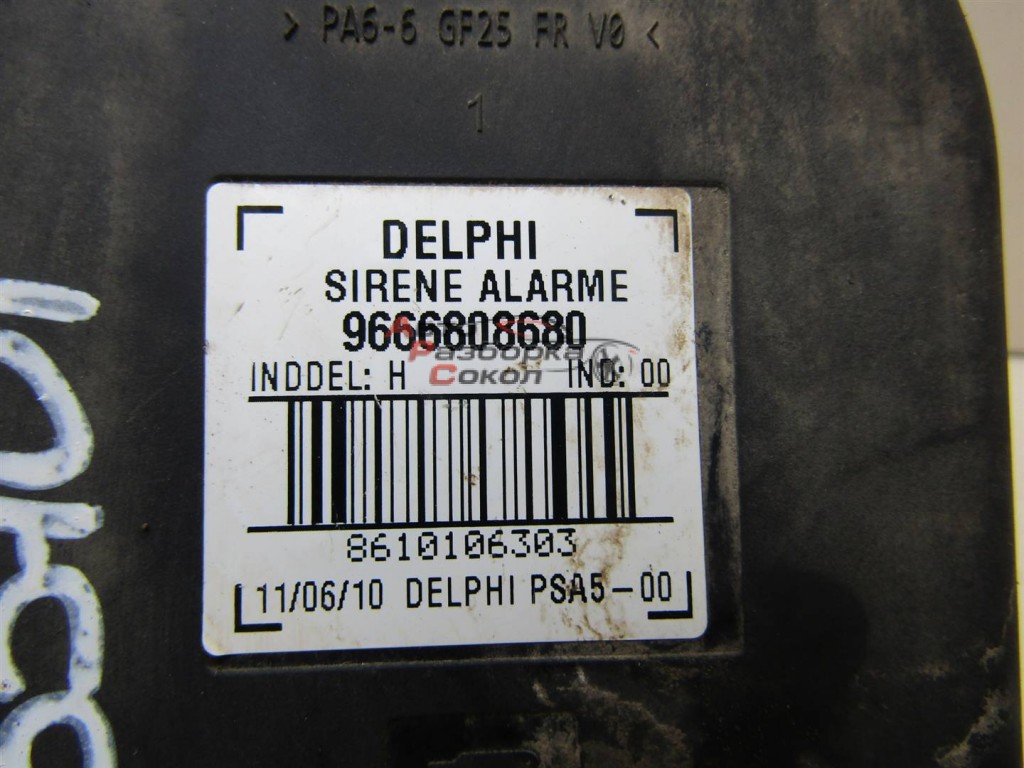 > PA6-6 GF25 FR V0 <
1
DELPHI
SIRENE ALARME
9666808680
Разборка
Сокол
INDDEL: H IND: 00
8610106303
11/06/10 DELPHI PSA5-00